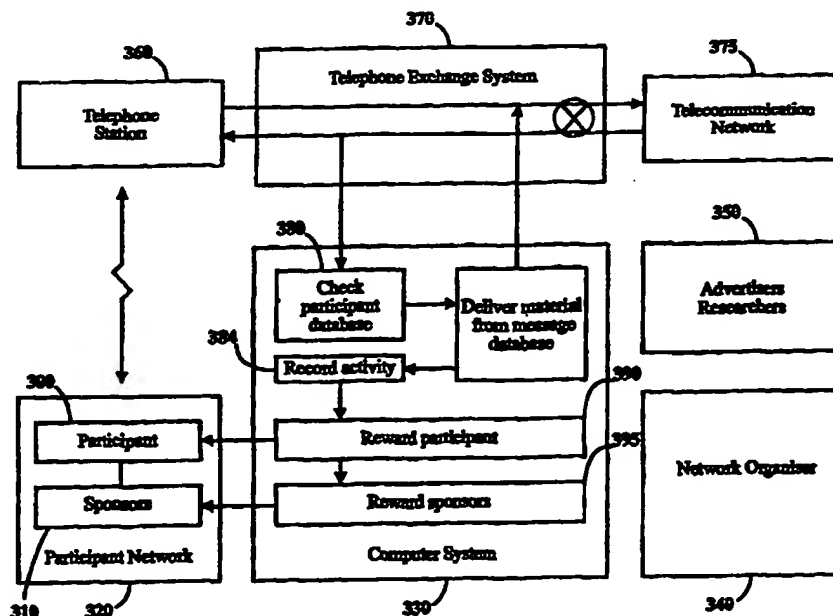 370
360
375
Telephone Exchange System
Telephone
Station
Telecommunication
Network
380
350
Check
participant
database
Deliver material
from message
database
Advertisers
Researchers
384
Record activity
300
390
Participant
Reward participant
395
Network Organiser
Sponsors
Reward sponsors
Participant Network
Computer System
310
320
330
340